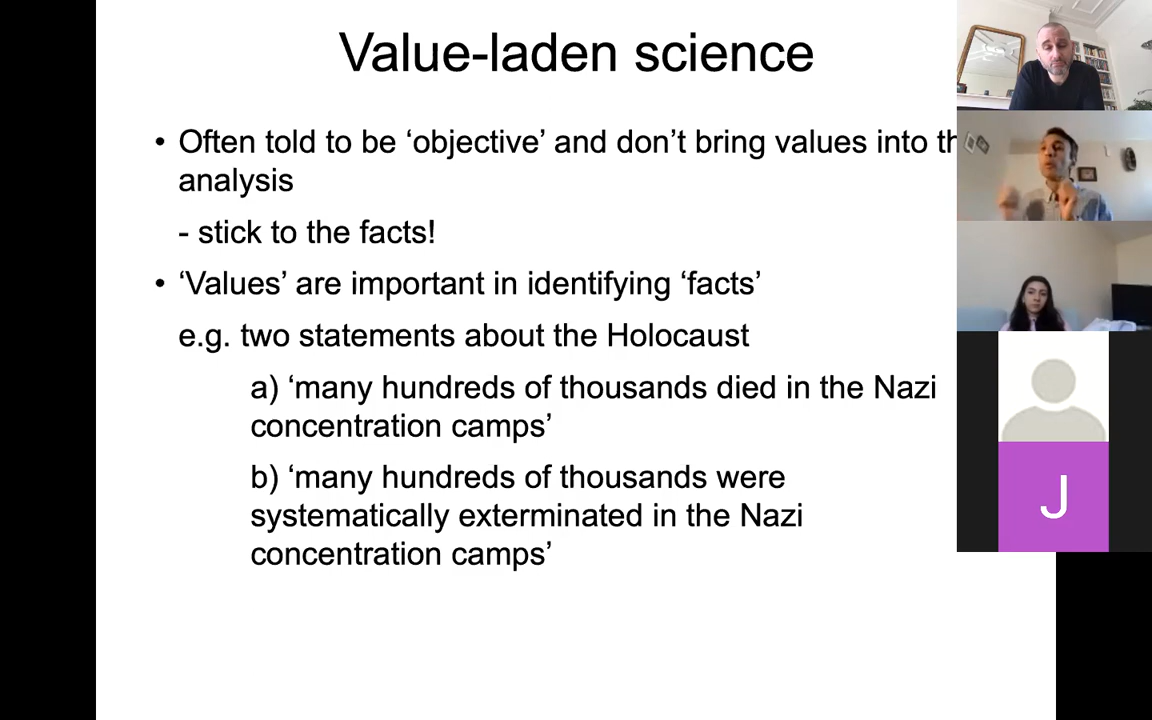 Value-laden science
• Often told to be ‘objective’ and don’t bring values into th
analysis
- stick to the facts!
• ‘Values’ are important in identifying ‘facts’
e.g. two statements about the Holocaust
a) ‘many hundreds of thousands died in the Nazi
concentration camps’
b) ‘many hundreds of thousands were
systematically exterminated in the Nazi
concentration camps’
J